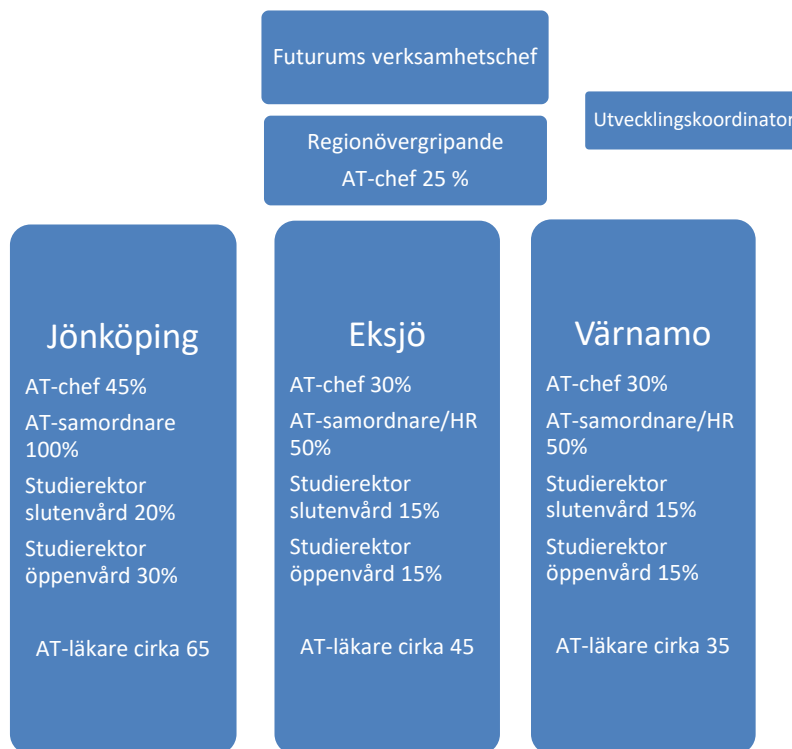 Futurums verksamhetschef
Utvecklingskoordinator
Regionövergripande
AT-chef 25 %
Jönköping
AT-chef 45%
AT-samordnare
100%
Studierektor
slutenvård 20%
Studierektor
öppenvård 30%
AT-läkare cirka 65
Eksjö
AT-chef 30%
AT-samordnare/HR
50%
Studierektor
slutenvård 15%
Studierektor
öppenvård 15%
AT-läkare cirka 45
Värnamo
AT-chef 30%
AT-samordnare/HR
50%
Studierektor
slutenvård 15%
Studierektor
öppenvård 15%
AT-läkare cirka 35